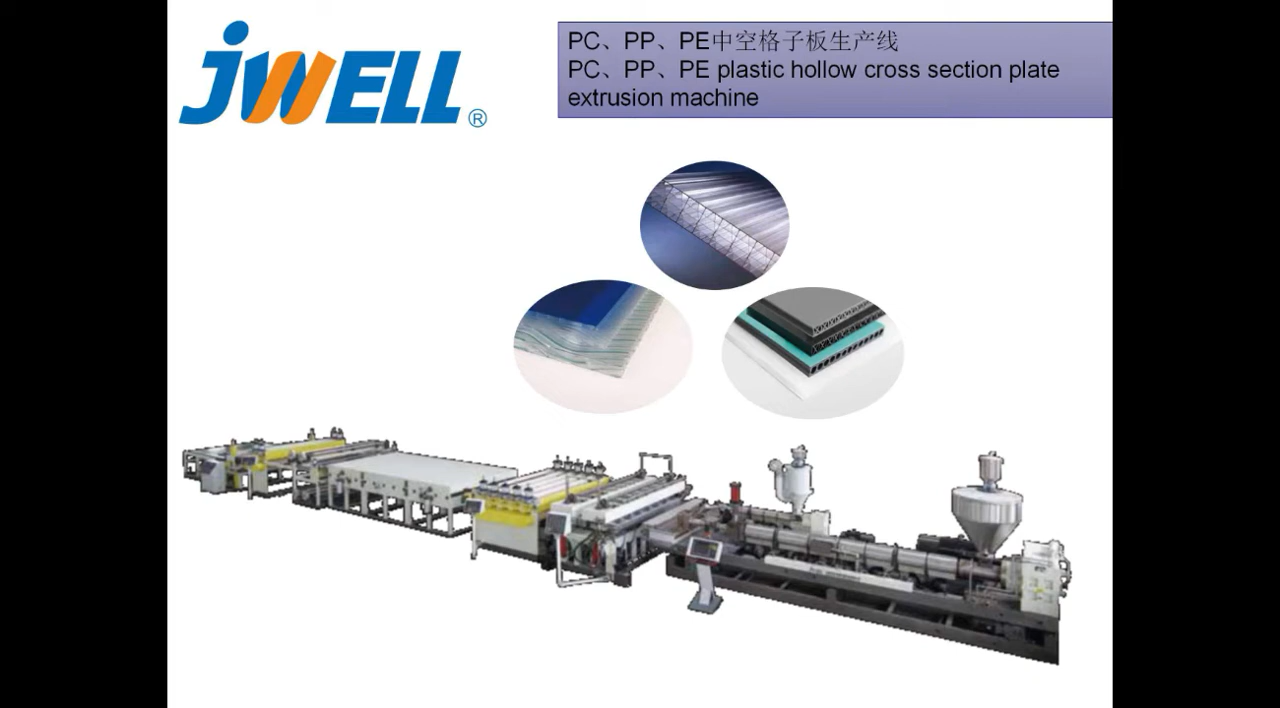 JWELL®
PC、PP、PE中空格子板生产线
PC、PP、PE plastic hollow cross section plate
extrusion machine